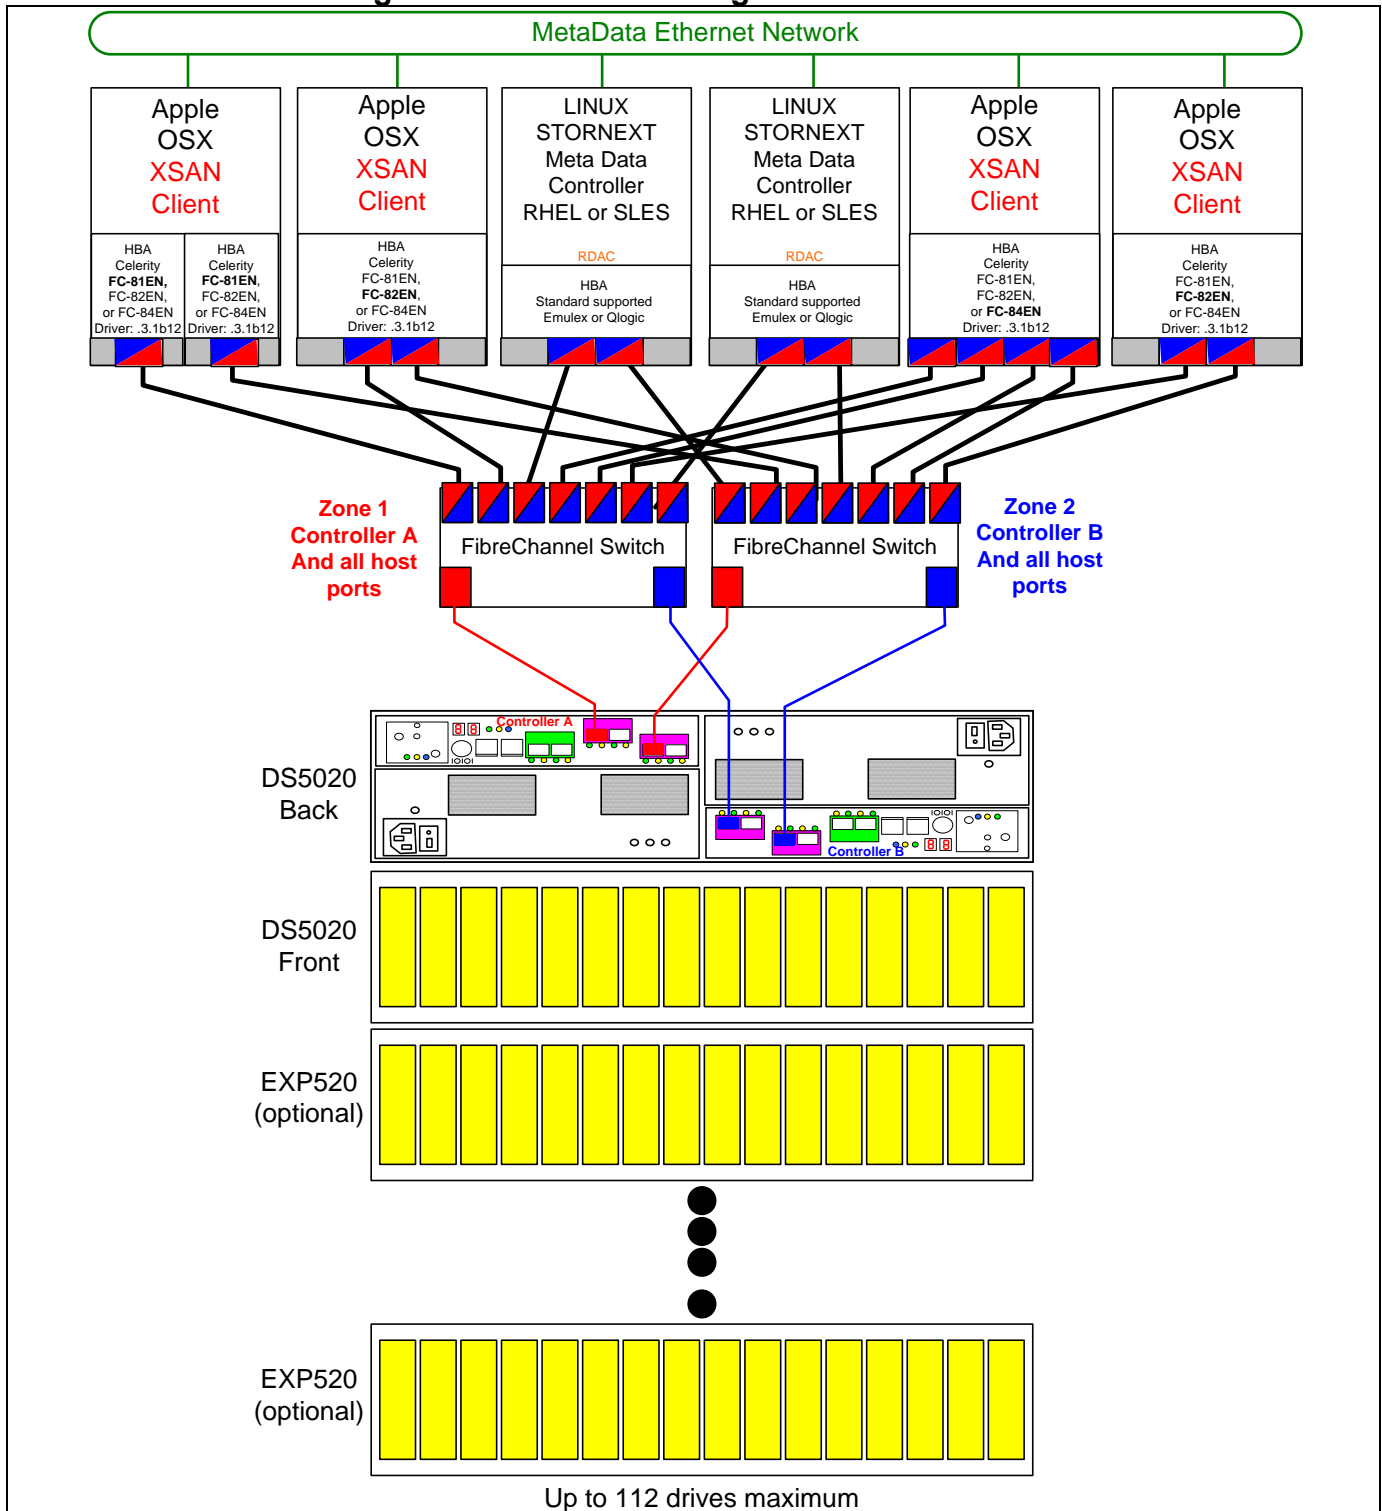 MetaData Ethernet Network
Apple
OSX
XSAN
Client
HBA
Celerity
FC-81EN,
FC-82EN,
or FC-84EN
Driver: .3.1b12
HBA
Celerity
FC-81EN,
FC-82EN,
or FC-84EN
Driver: .3.1b12
Apple
OSX
XSAN
Client
HBA
Celerity
FC-81EN,
FC-82EN,
or FC-84EN
Driver: .3.1b12
LINUX
STORNEXT
Meta Data
Controller
RHEL or SLES
RDAC
HBA
Standard supported
Emulex or Qlogic
LINUX
STORNEXT
Meta Data
Controller
RHEL or SLES
RDAC
HBA
Standard supported
Emulex or Qlogic
Apple
OSX
XSAN
Client
HBA
Celerity
FC-81EN,
FC-82EN,
or FC-84EN
Driver: .3.1b12
Apple
OSX
XSAN
Client
HBA
Celerity
FC-81EN,
FC-82EN,
or FC-84EN
Driver: .3.1b12
Zone 1
Controller A
And all host
ports
FibreChannel Switch
FibreChannel Switch
Zone 2
Controller B
And all host
ports
DS5020
Back
8 8
Controller A
IOIOI
IOIOI
Controller B
8 8
DS5020
Front
EXP520
(optional)
EXP520
(optional)
Up to 112 drives maximum